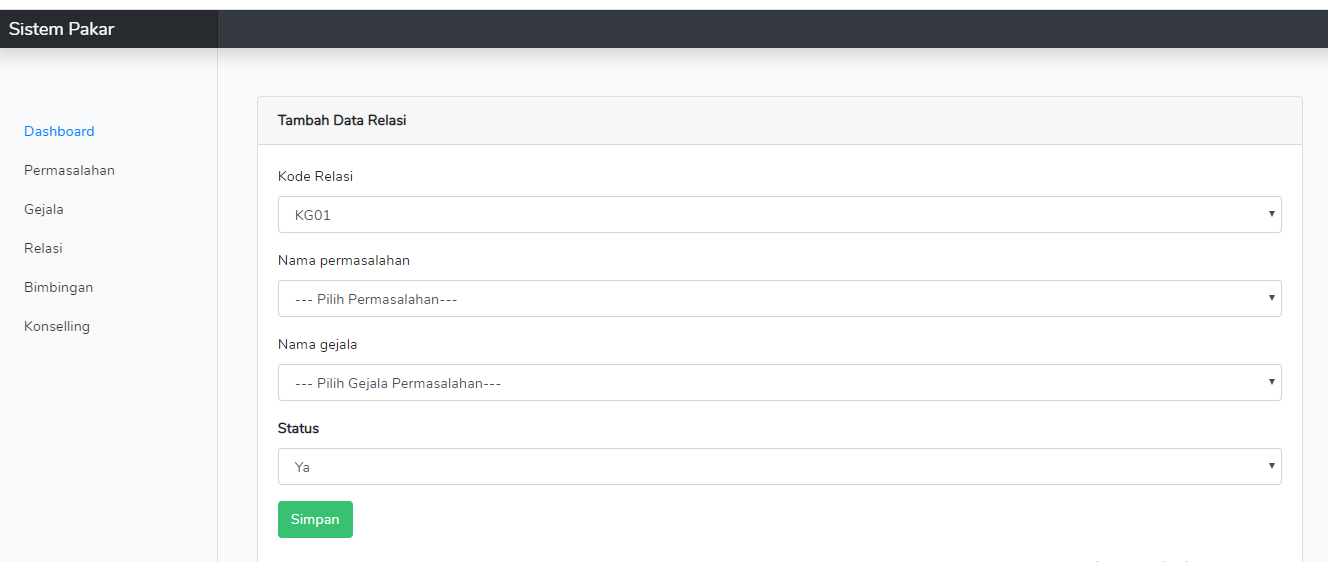 Sistem Pakar
Dashboard
Permasalahan
Gejala
Relasi
Bimbingan
Konselling
Tambah Data Relasi
Kode Relasi
KG01
Nama permasalahan
--- Pilih Permasalahan---
Nama gejala
--- Pilih Gejala Permasalahan---
Status
Ya
Simpan